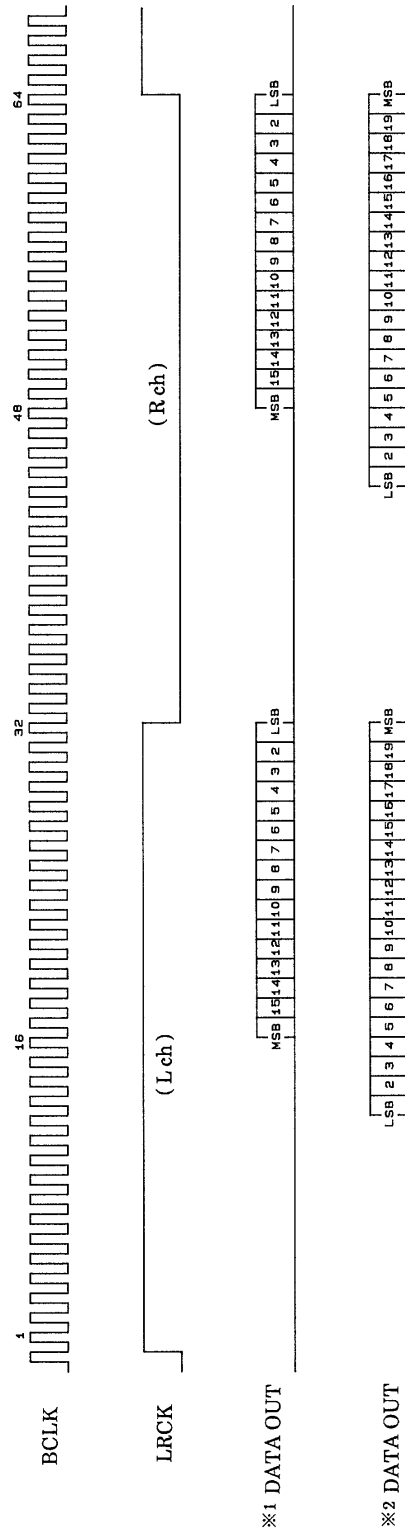 BCLK
1 16 32 48 64
LRCK
(L ch) (R ch)
※1 DATA OUT
MSB 15 14 13 12 11 10 9 8 7 6 5 4 3 2 LSB MSB 15 14 13 12 11 10 9 8 7 6 5 4 3 2 LSB
※2 DATA OUT
LSB 2 3 4 5 6 7 8 9 10 11 12 13 14 15 16 17 18 19 MSB LSB 2 3 4 5 6 7 8 9 10 11 12 13 14 15 16 17 18 19 MSB